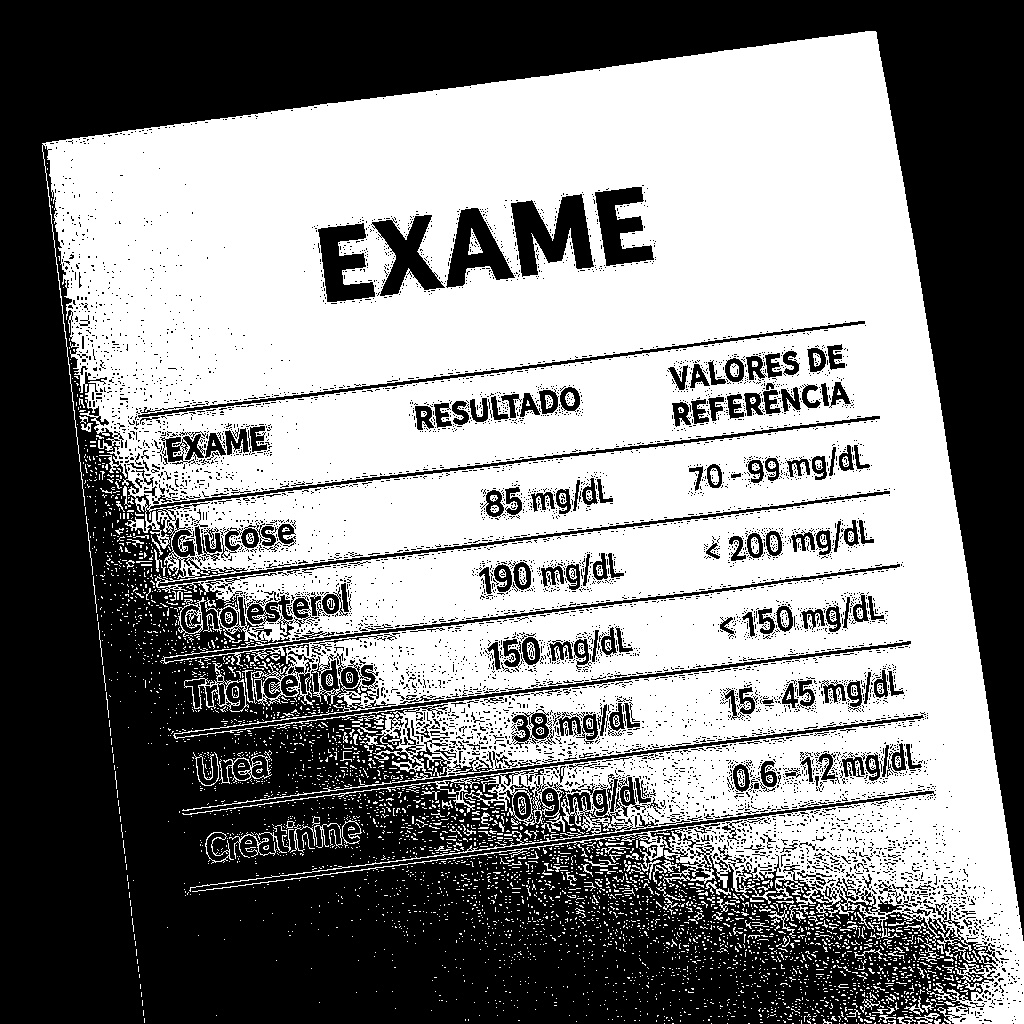 EXAME
EXAME RESULTADO VALORES DE REFERÊNCIA
Glucose 85 mg/dL 70 - 99 mg/dL
Cholesterol 190 mg/dL < 200 mg/dL
Trigliceridos 150 mg/dL < 150 mg/dL
Urea 38 mg/dL 15 - 45 mg/dL
Creatinine 0,9 mg/dL 0.6 - 1,2 mg/dL